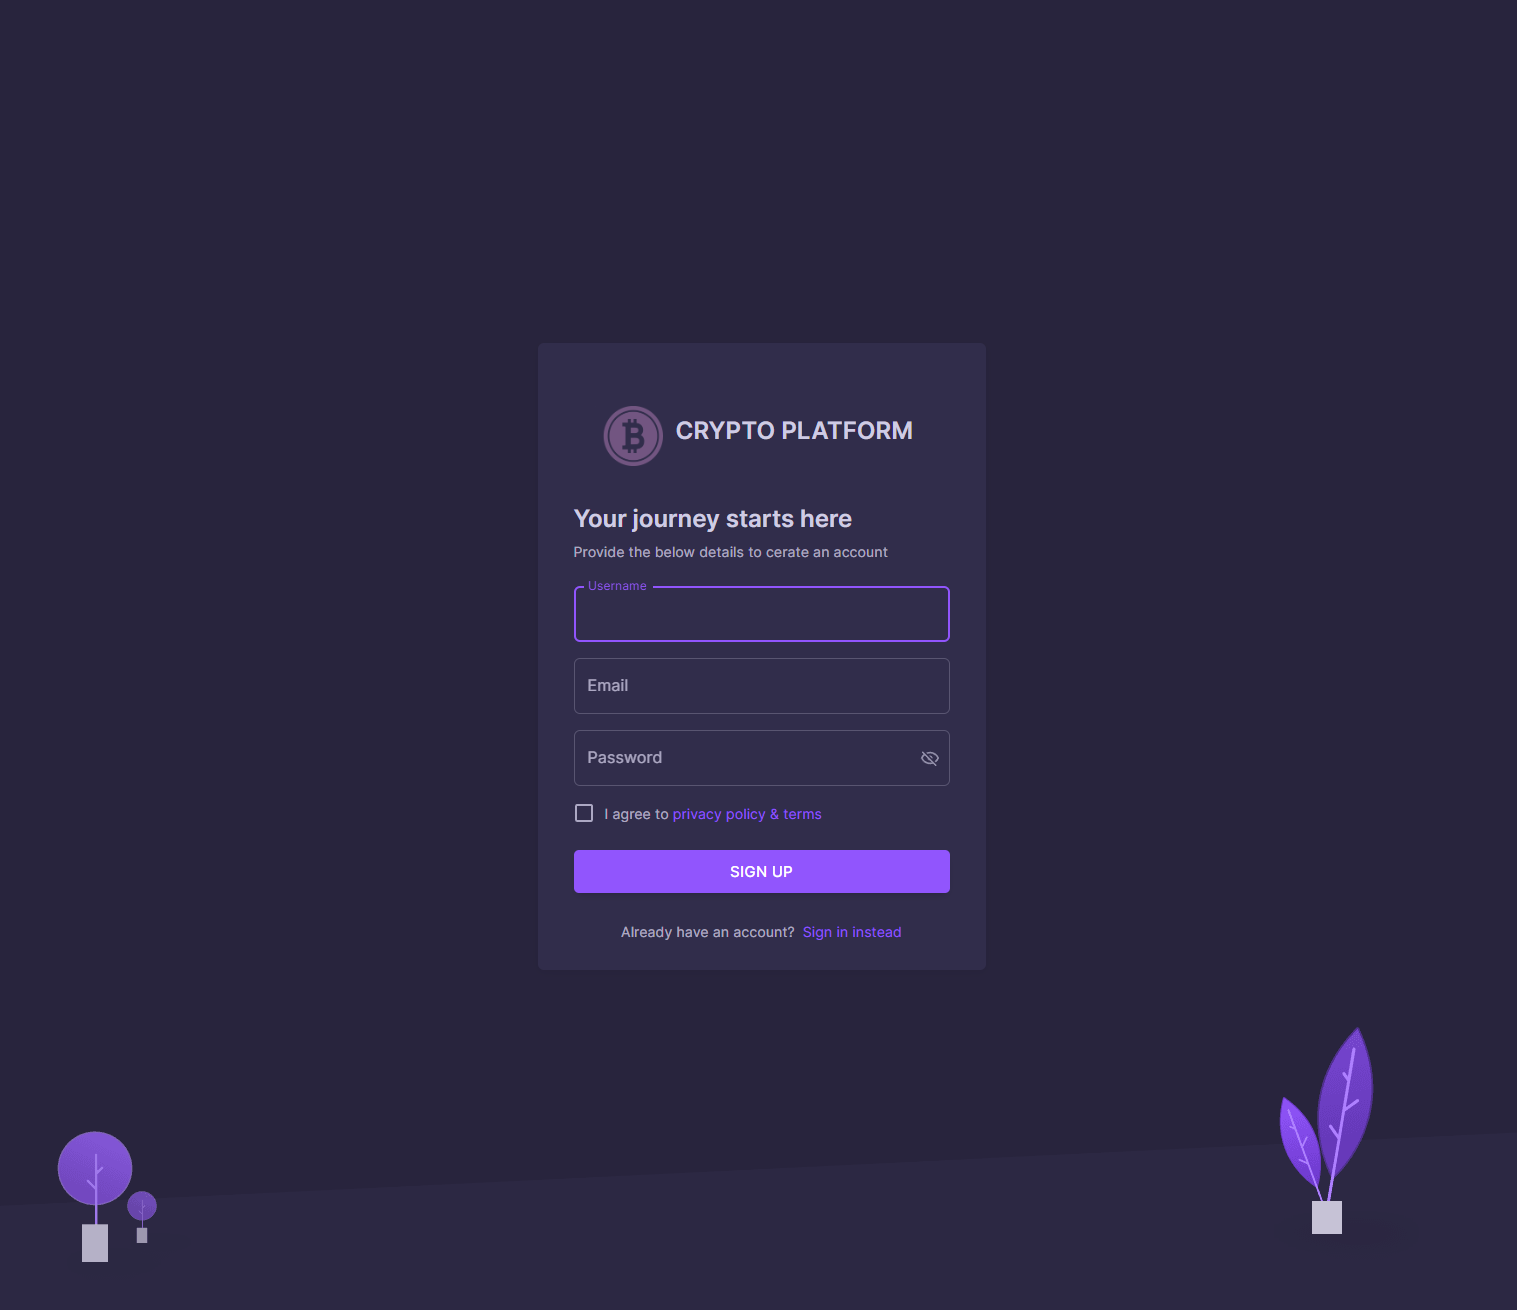 CRYPTO PLATFORM
Your journey starts here
Provide the below details to cerate an account
Username
Email
Password
I agree to privacy policy & terms
SIGN UP
Already have an account? Sign in instead